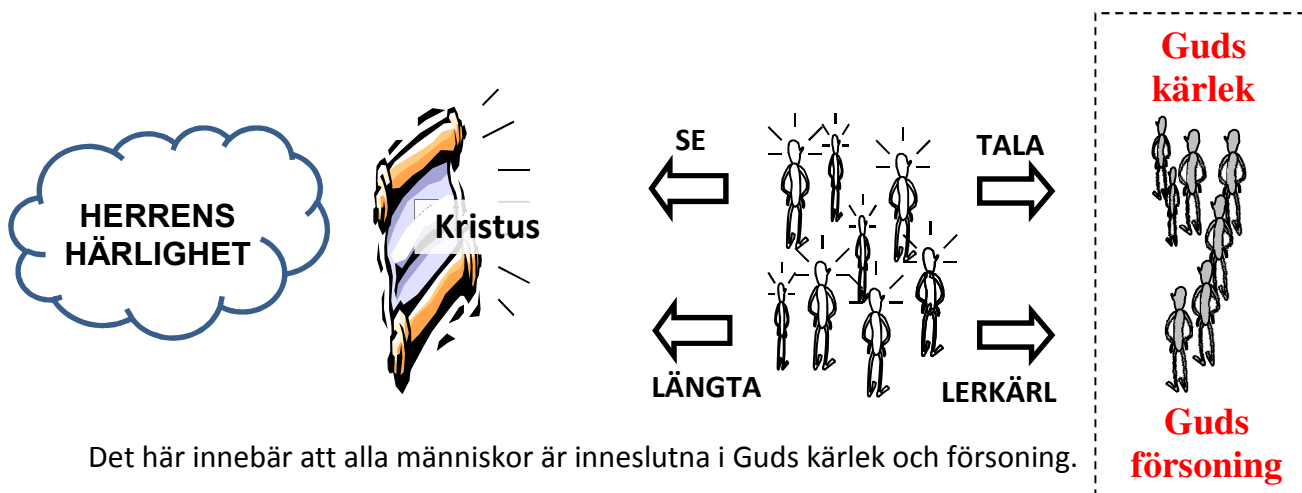 HERRENS
HÄRLIGHET
Kristus
SE
LÄNGTA
TALA
LERKÄRL
Guds
kärlek
Guds
försoning
Det här innebär att alla människor är inneslutna i Guds kärlek och försoning.